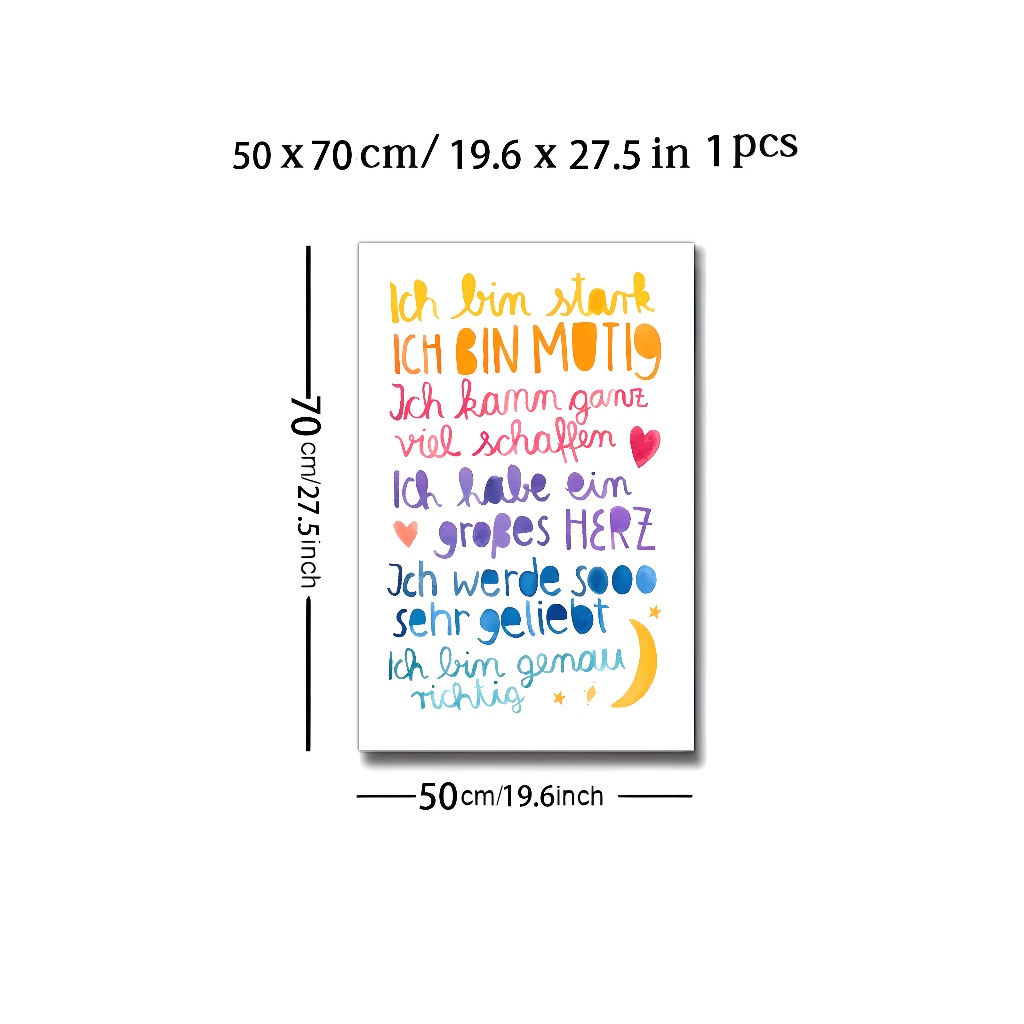 50 x 70 cm/ 19.6 x 27.5 in 1 pcs
Ich bin stark
ICH BIN MUTIG
Ich kann ganz
viel schaffen
Ich habe ein
großes HERZ
Ich werde sooo
sehr geliebt
Ich bin genau
richtig
70 cm/27.5inch
50cm/19.6inch